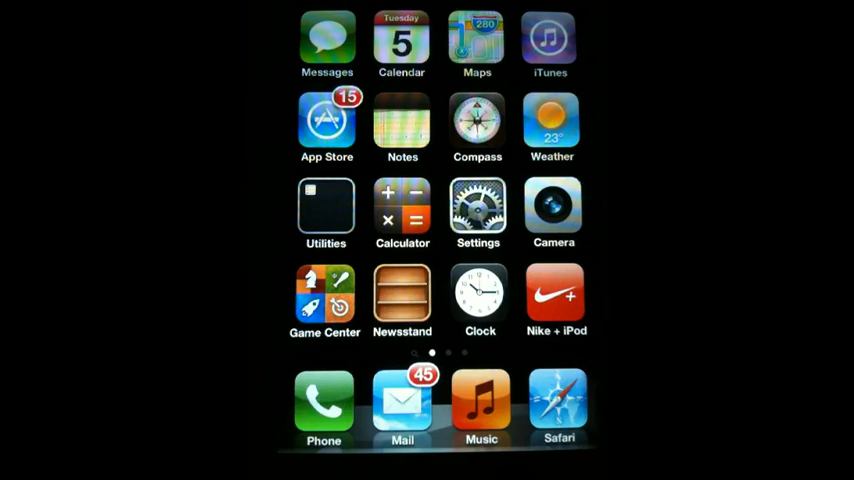 Tuesday
5
280
Messages
Calendar
Maps
iTunes
15
23°
App Store
Notes
Compass
Weather
Utilities
Calculator
Settings
Camera
Game Center
Newsstand
Clock
Nike + iPod
45
Phone
Mail
Music
Safari